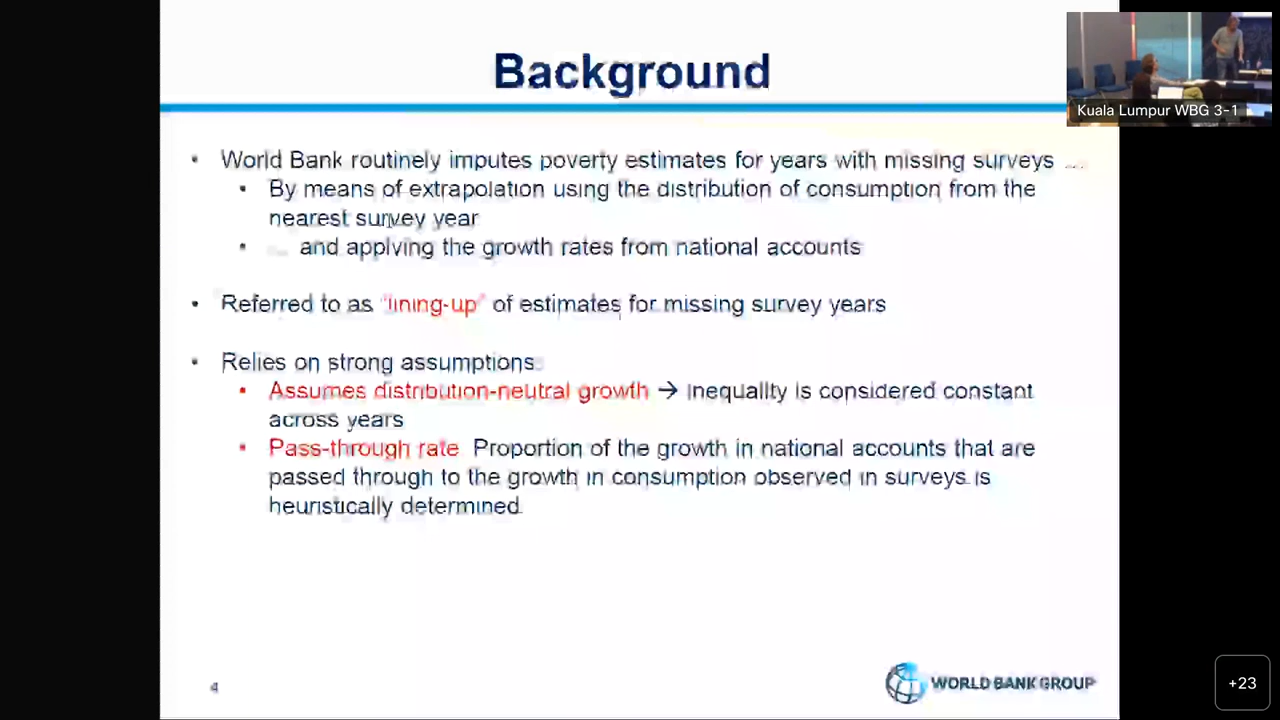 Background
Kuala Lumpur WBG 3-1
• World Bank routinely imputes poverty estimates for years with missing surveys ...
• By means of extrapolation using the distribution of consumption from the
nearest survey year
• ... and applying the growth rates from national accounts
• Referred to as "lining-up" of estimates for missing survey years
• Relies on strong assumptions:
• Assumes distribution-neutral growth → Inequality is considered constant
across years
• Pass-through rate Proportion of the growth in national accounts that are
passed through to the growth in consumption observed in surveys is
heuristically determined.
4
WORLD BANK GROUP
+23